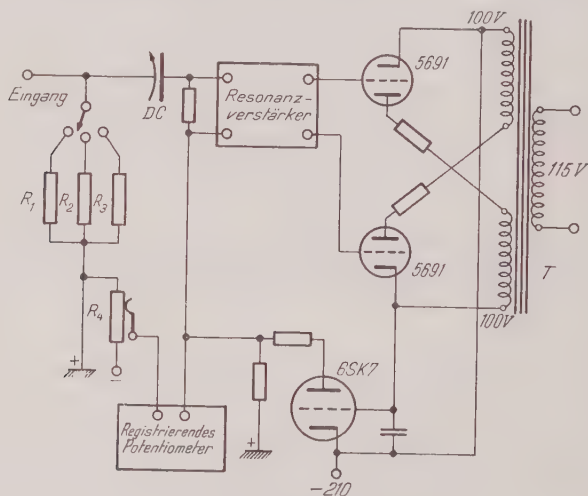 100V
5691
Eingang
DC
Resonanz-
verstärker
R1
R2
R3
115V
5691
T
R4
100V
+
6SK7
–
Registrierendes
Potentiometer
+
–210